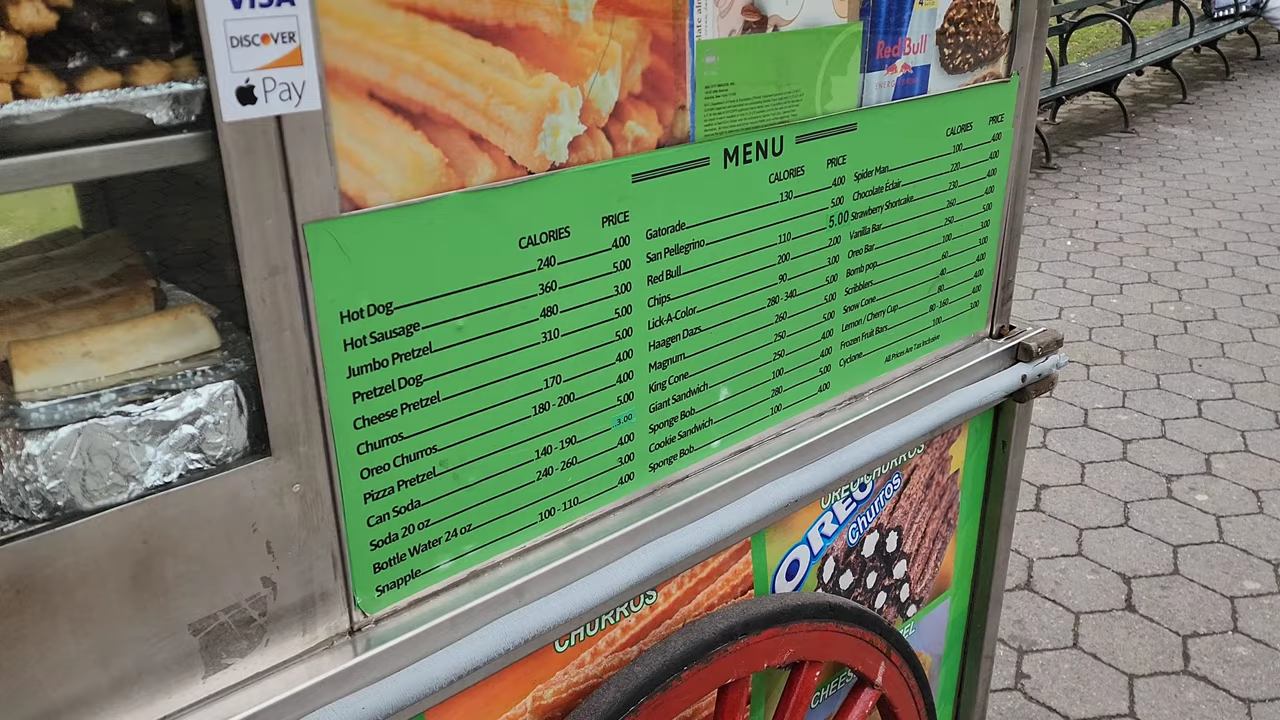 VISA
DISCOVER
Pay
Red Bull
MENU
CALORIES PRICE
Hot Dog 240 4.00
Hot Sausage 360 5.00
Jumbo Pretzel 480 3.00
Pretzel Dog 310 5.00
Cheese Pretzel 5.00
Churros 170 4.00
Oreo Churros 180 - 200 4.00
Pizza Pretzel 5.00
Can Soda 140 - 190 3.00
Soda 20 oz 240 -260 4.00
Bottle Water 24 oz 3.00
Snapple 100 - 110 4.00
CALORIES PRICE
Gatorade 130 4.00
San Pellegrino 5.00
Red Bull 110 5.00
Chips 200 2.00
Lick-A-Color 90 3.00
Haagen Dazs 280 - 340 5.00
Magnum 260 5.00
King Cone 250 5.00
Giant Sandwich 250 4.00
Sponge Bob 100 4.00
Cookie Sandwich 280 5.00
Sponge Bob 100 4.00
CALORIES PRICE
Spider Man 100 4.00
Chocolate Éclair 220 4.00
Strawberry Shortcake 230 4.00
Vanilla Bar 260 4.00
Oreo Bar 250 5.00
Bomb pop 100 3.00
Scribblers 60 3.00
Snow Cone 40 4.00
Lemon / Cherry Cup 80 4.00
Frozen Fruit Bars 80 - 160 4.00
Cyclone 100 3.00
All Prices Are Tax Inclusive
OREO CHURROS
OREO
Churros
CHURROS